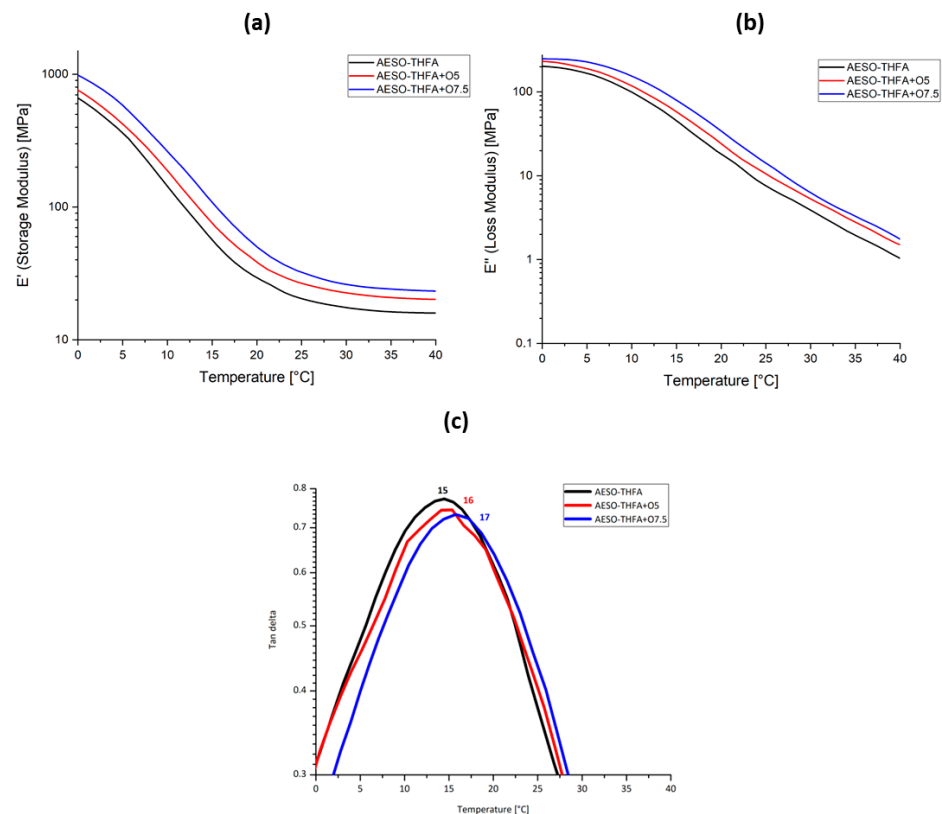 (a)
AESO-THFA
AESO-THFA+O5
AESO-THFA+O7.5
1000
100
10
E' (Storage Modulus) [MPa]
0 5 10 15 20 25 30 35 40
Temperature [°C]
(b)
AESO-THFA
AESO-THFA+O5
AESO-THFA+O7.5
100
10
1
0.1
E'' (Loss Modulus) [MPa]
0 5 10 15 20 25 30 35 40
Temperature [°C]
(c)
AESO-THFA
AESO-THFA+O5
AESO-THFA+O7.5
15
16
17
0.8
0.7
0.6
0.5
0.4
0.3
Tan delta
0 5 10 15 20 25 30 35 40
Temperature [°C]